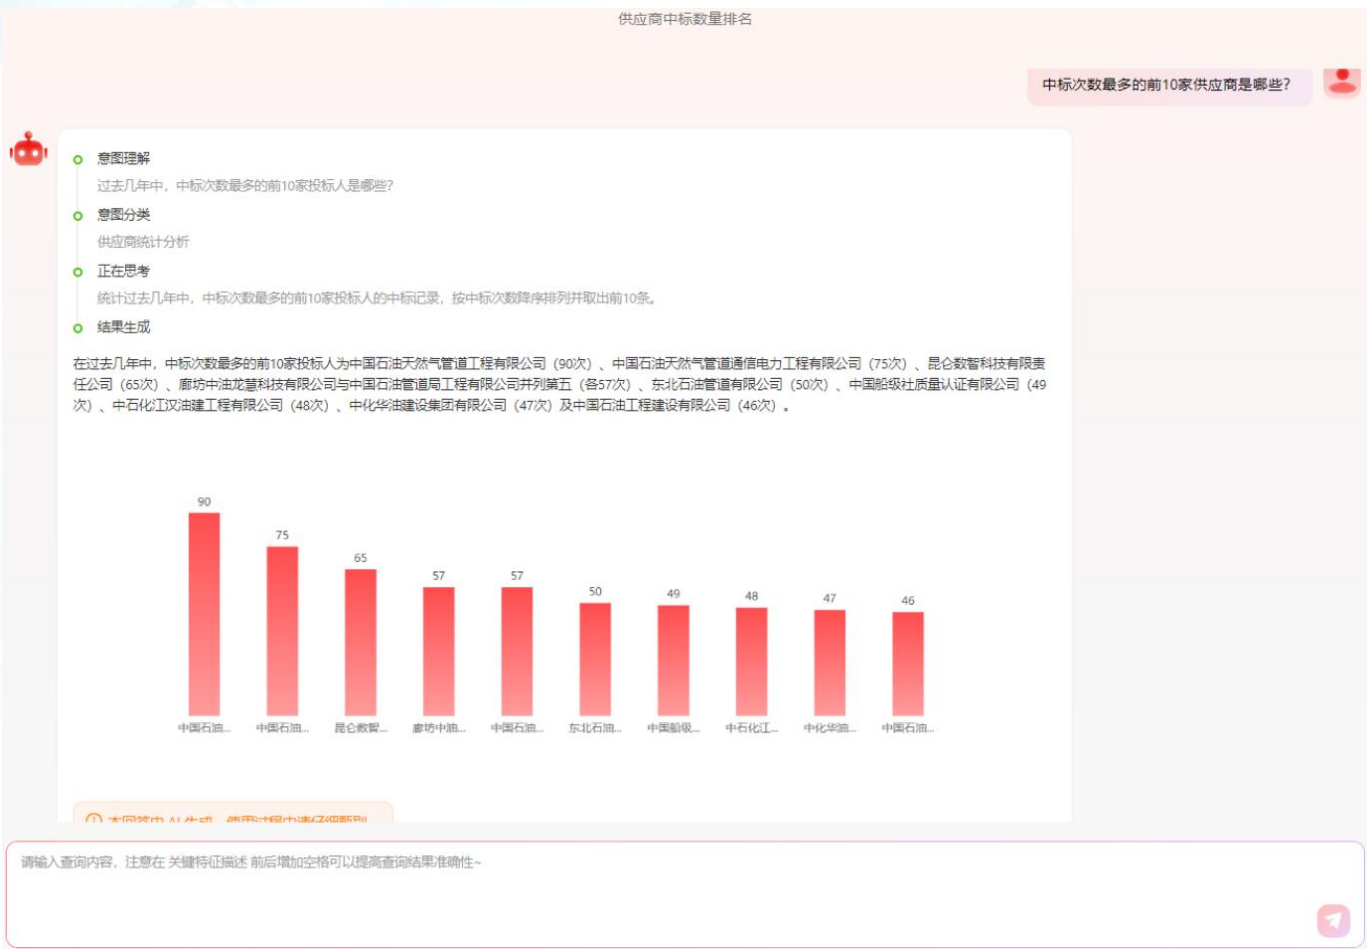 供应商中标数量排名
中标次数最多的前10家供应商是哪些?
意图理解
过去几年中，中标次数最多的前10家投标人是哪些?
意图分类
供应商统计分析
正在思考
统计过去几年中，中标次数最多的前10家投标人的中标记录，按中标次数降序排列并取出前10条。
结果生成
在过去几年中，中标次数最多的前10家投标人为中国石油天然气管道工程有限公司（90次）、中国石油天然气管道通信电力工程有限公司（75次）、昆仑数智科技有限责
任公司（65次）、廊坊中油龙慧科技有限公司与中国石油管道局工程有限公司并列第五（各57次）、东北石油管道有限公司（50次）、中国船级社质量认证有限公司（49
次）、中石化江汉油建工程有限公司（48次）、中化华油建设集团有限公司（47次）及中国石油工程建设有限公司（46次）。
90
75
65
57
57
50
49
48
47
46
中国石油...
中国石油...
昆仑数智...
廊坊中油...
中国石油...
东北石油...
中国船级...
中石化江...
中化华油...
中国石油...
本回答由 AI 生成，使用过程中请仔细甄别
请输入查询内容，注意在 关键特征描述 前后增加空格可以提高查询结果准确性~